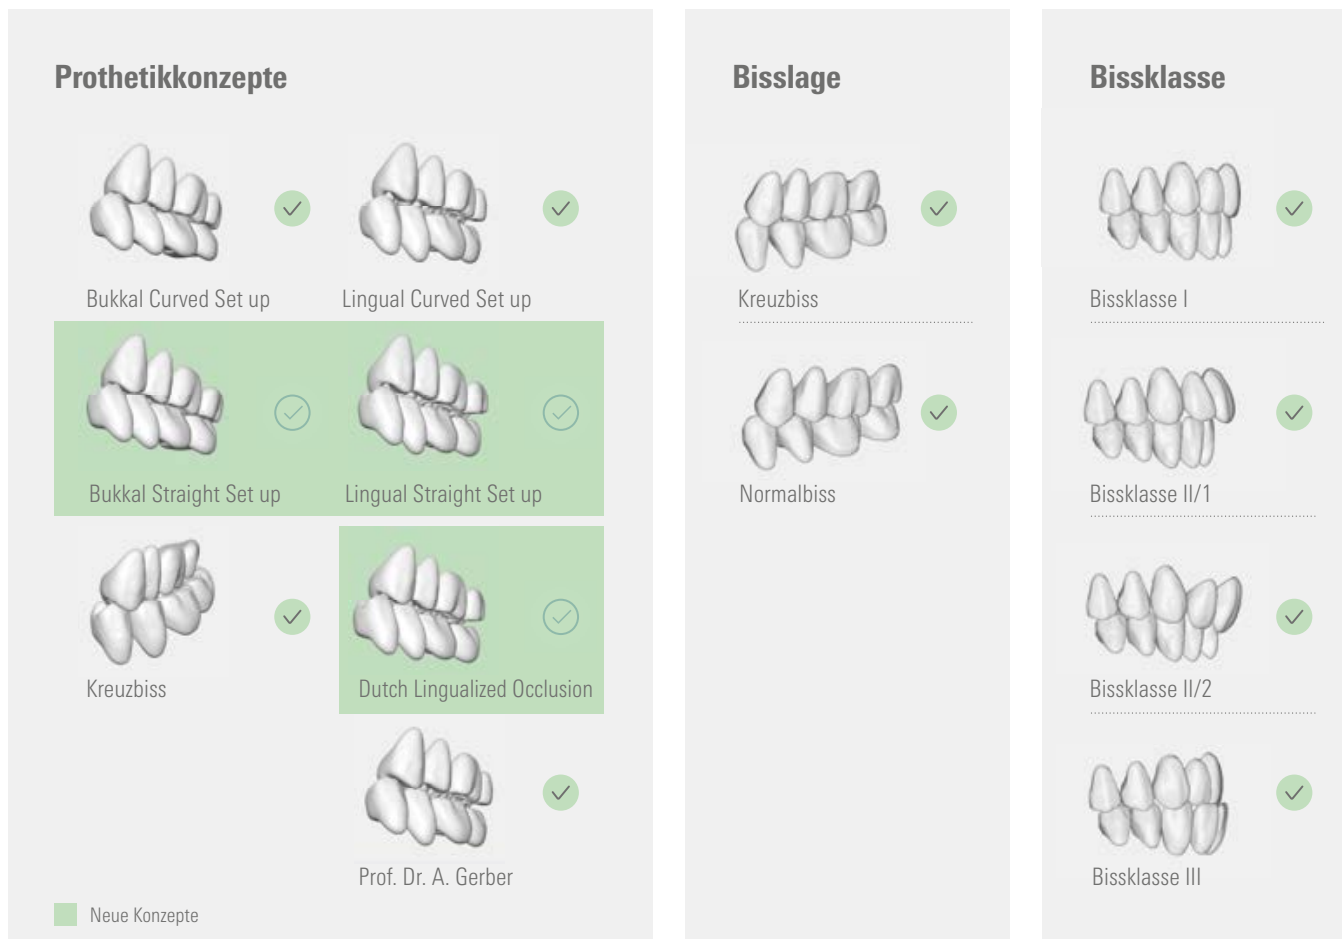 Prothetikkonzepte
Bukkal Curved Set up
Lingual Curved Set up
Bukkal Straight Set up
Lingual Straight Set up
Kreuzbiss
Dutch Lingualized Occlusion
Prof. Dr. A. Gerber
Neue Konzepte
Bisslage
Kreuzbiss
Normalbiss
Bissklasse
Bissklasse I
Bissklasse II/1
Bissklasse II/2
Bissklasse III